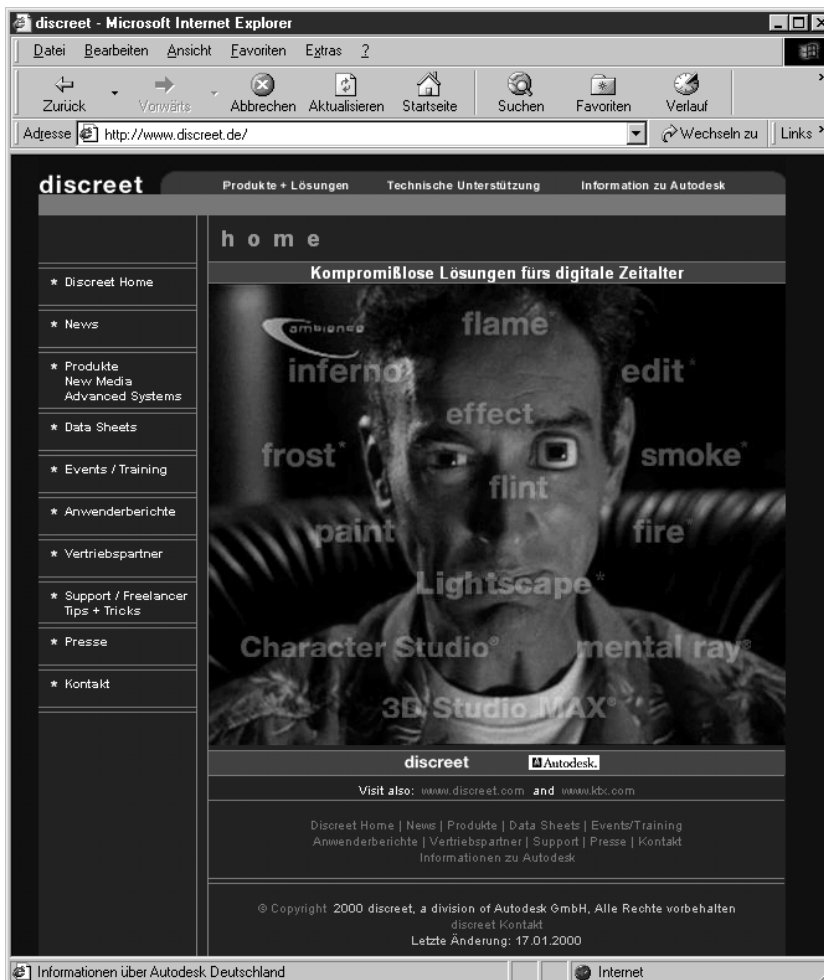 discreet - Microsoft Internet Explorer
Datei Bearbeiten Ansicht Favoriten Extras ?
Zurück Vorwärts Abbrechen Aktualisieren Startseite Suchen Favoriten Verlauf »
Adresse http://www.discreet.de/ Wechseln zu Links »
discreet Produkte + Lösungen Technische Unterstützung Information zu Autodesk
home
Kompromißlose Lösungen fürs digitale Zeitalter
* Discreet Home
* News
* Produkte
New Media
Advanced Systems
* Data Sheets
* Events / Training
* Anwenderberichte
* Vertriebspartner
* Support / Freelancer
Tips + Tricks
* Presse
* Kontakt
ambience flame*
inferno* edit*
effect*
frost* smoke*
flint*
paint* fire*
Lightscape*
Character Studio® mental ray®
3D Studio MAX®
discreet Autodesk.
Visit also: www.discreet.com and www.ktx.com
Discreet Home | News | Produkte | Data Sheets | Events/Training
Anwenderberichte | Vertriebspartner | Support | Presse | Kontakt
Informationen zu Autodesk
© Copyright 2000 discreet, a division of Autodesk GmbH, Alle Rechte vorbehalten
discreet Kontakt
Letzte Änderung: 17.01.2000
Informationen über Autodesk Deutschland Internet